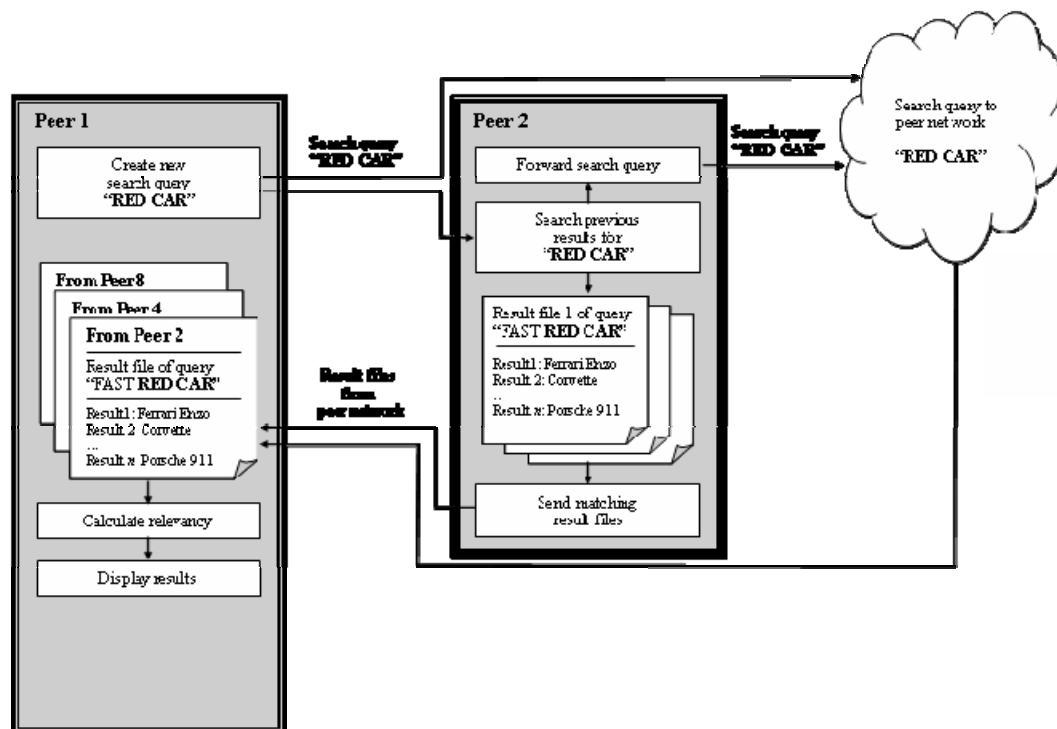 Peer 1
Create new
search query
“RED CAR”
From Peer 8
From Peer 4
From Peer 2
Result file of query
“FAST RED CAR”
Result1: Ferrari Enzo
Result 2: Corvette
...
Result n: Porsche 911
Calculate relevancy
Display results
Search query
“RED CAR”
Result files
from
peer network
Peer 2
Forward search query
Search previous
results for
“RED CAR”
Result file 1 of query
“FAST RED CAR”
Result1: Ferrari Enzo
Result 2: Corvette
..
Result n: Porsche 911
Send matching
result files
Search query
“RED CAR”
Search query to
peer network
“RED CAR”